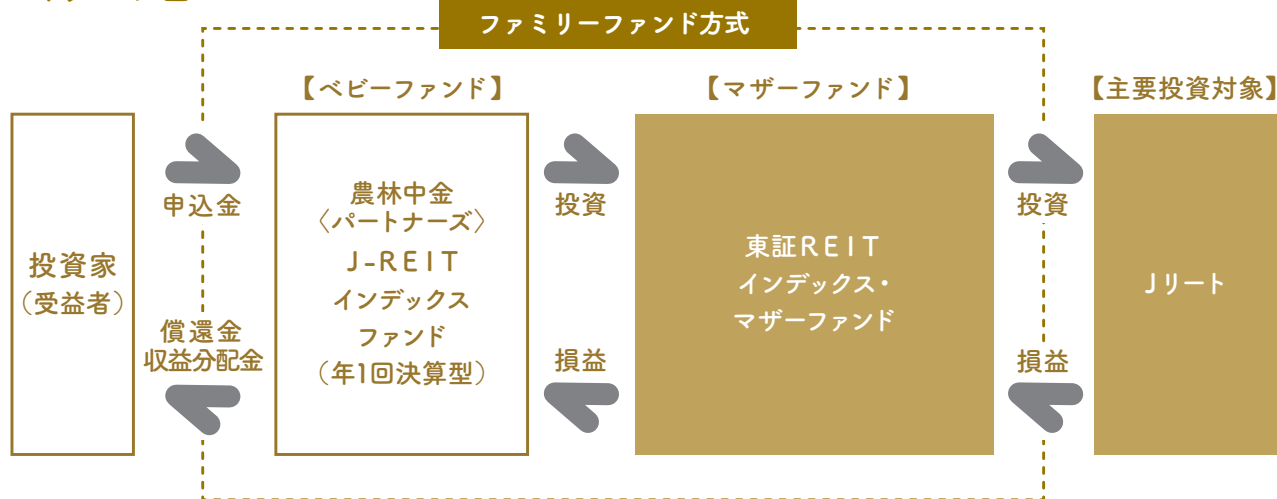 ファミリーファンド方式
【ベビーファンド】
【マザーファンド】
【主要投資対象】
投資家
（受益者）
申込金
償還金
収益分配金
農林中金
〈パートナーズ〉
J-REIT
インデックス
ファンド
（年1回決算型）
投資
損益
東証REIT
インデックス・
マザーファンド
投資
損益
Jリート